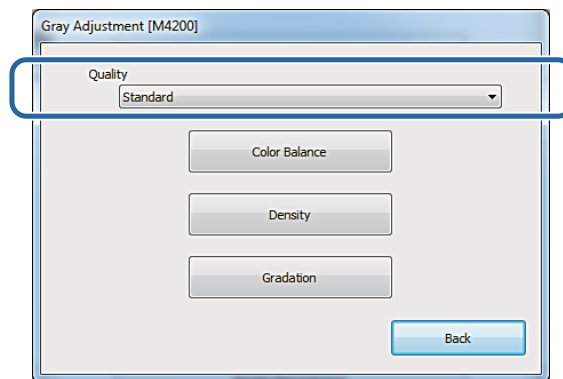 Gray Adjustment [M4200]
Quality
Standard
Color Balance
Density
Gradation
Back